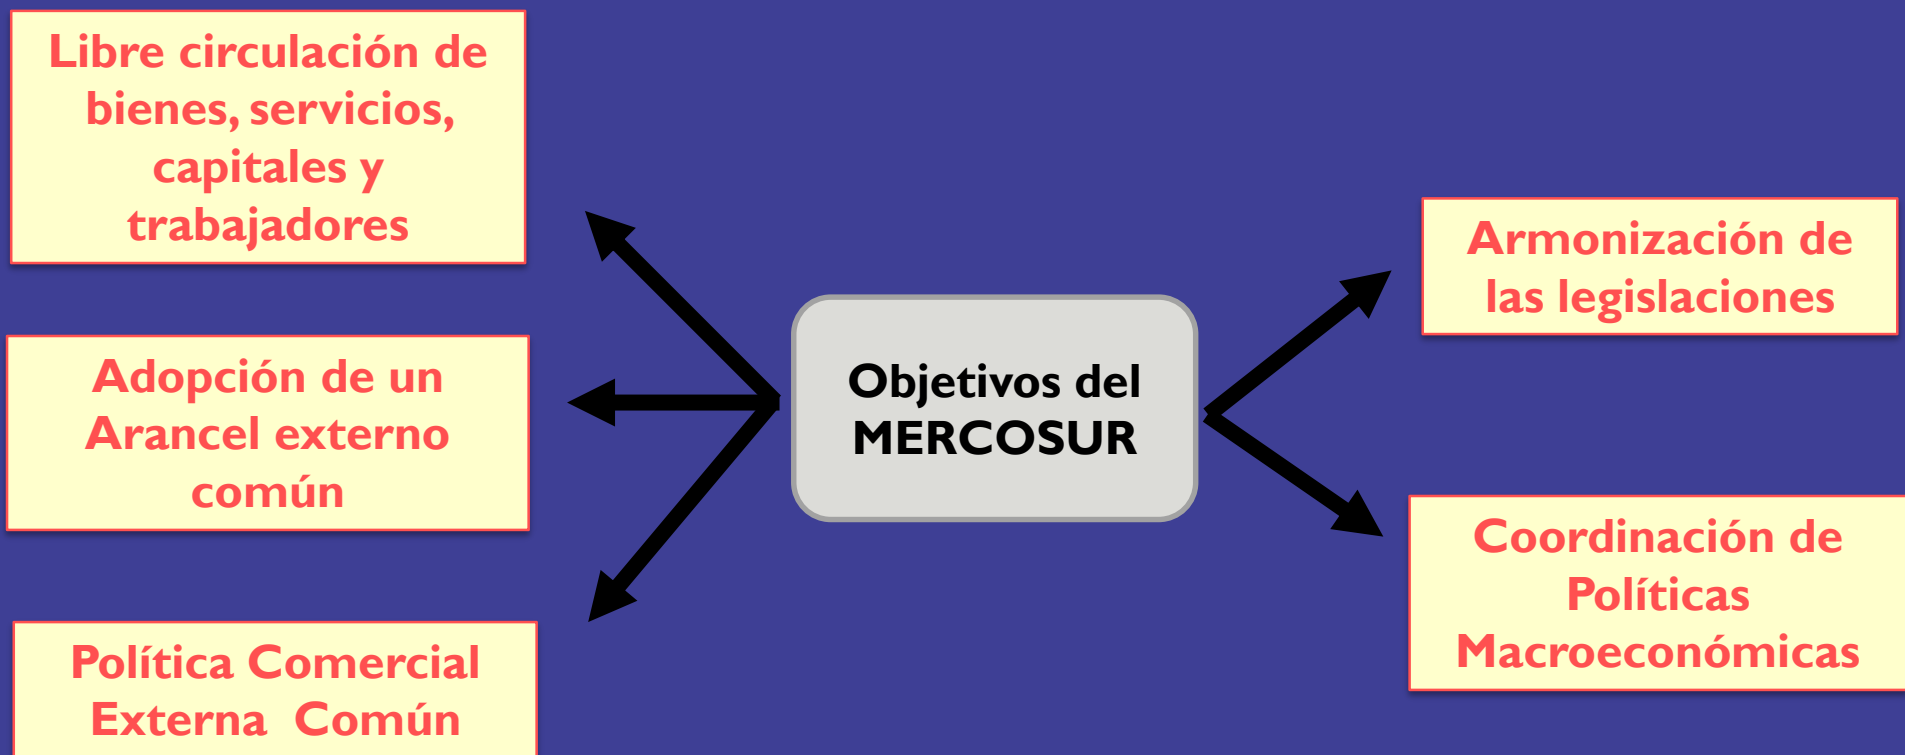 Libre circulación de
bienes, servicios,
capitales y
trabajadores
Adopción de un
Arancel externo
común
Política Comercial
Externa Común
Objetivos del
MERCOSUR
Armonización de
las legislaciones
Coordinación de
Políticas
Macroeconómicas